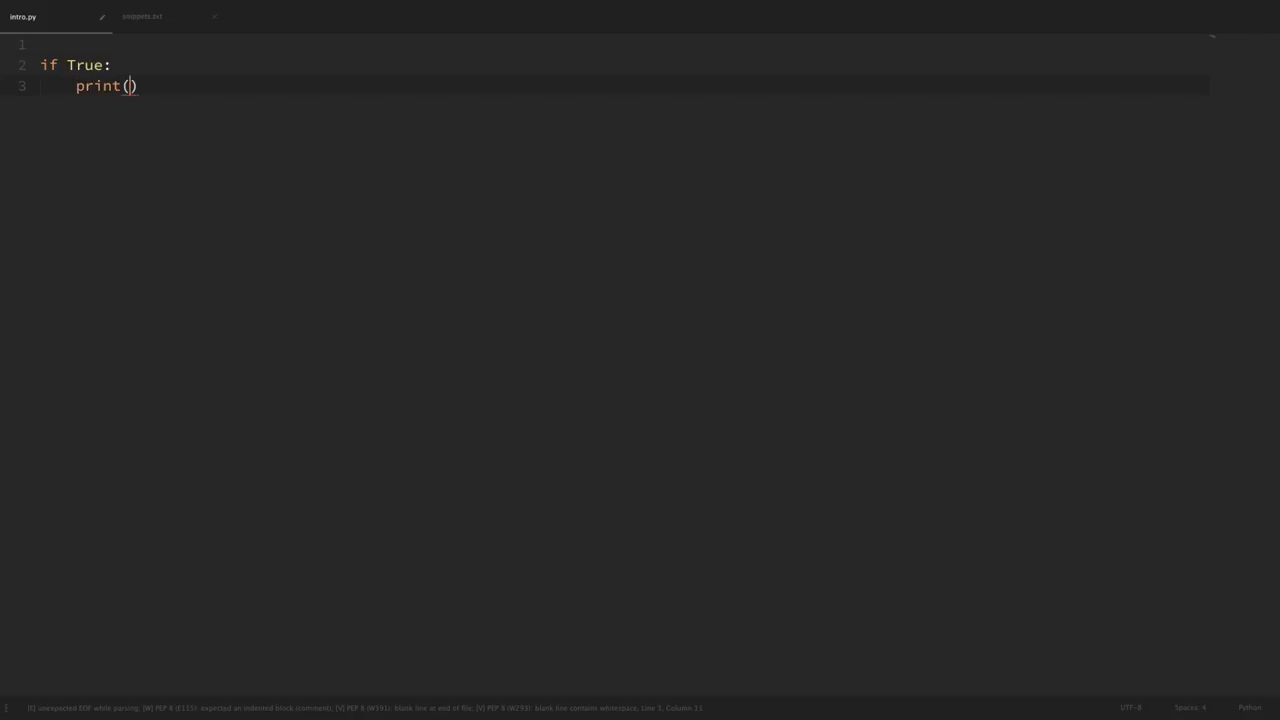 intro.py
snippets.txt
1
2 if True:
3 print()
[E] unexpected EOF while parsing; [W] PEP 8 (E115): expected an indented block (comment); [V] PEP 8 (W391): blank line at end of file; [V] PEP 8 (W293): blank line contains whitespace, Line 3, Column 11
UTF-8
Spaces: 4
Python